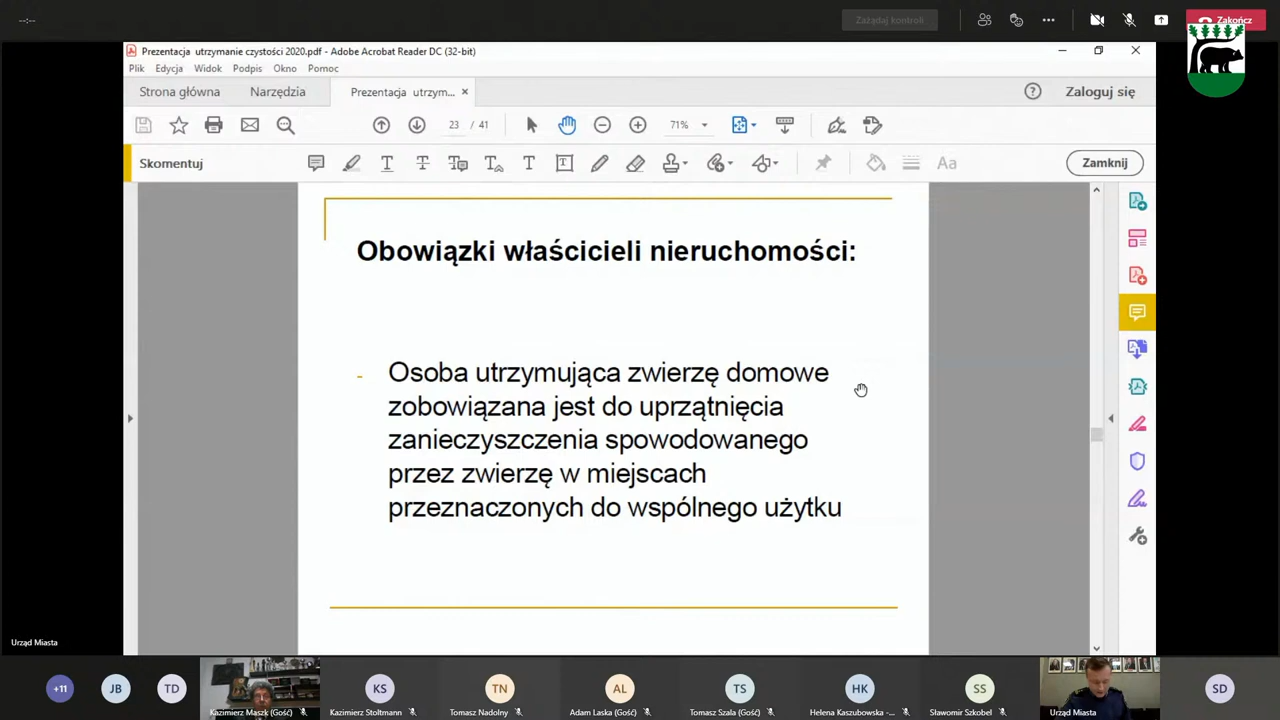 --:--
Zażądaj kontroli
Zakończ
Prezentacja utrzymanie czystości 2020.pdf - Adobe Acrobat Reader DC (32-bit)
Plik Edycja Widok Podpis Okno Pomoc
Strona główna Narzędzia Prezentacja utrzym... × Zaloguj się
23 / 41 71%
Skomentuj Aa Zamknij
Obowiązki właścicieli nieruchomości:
- Osoba utrzymująca zwierzę domowe
zobowiązana jest do uprzątnięcia
zanieczyszczenia spowodowanego
przez zwierzę w miejscach
przeznaczonych do wspólnego użytku
Urząd Miasta
+11 JB TD KS TN AL TS HK SS SD
Kazimierz Maszk (Gość) Kazimierz Stoltmann Tomasz Nadolny Adam Laska (Gość) Tomasz Szala (Gość) Helena Kaszubowska -... Sławomir Szkobel Urząd Miasta